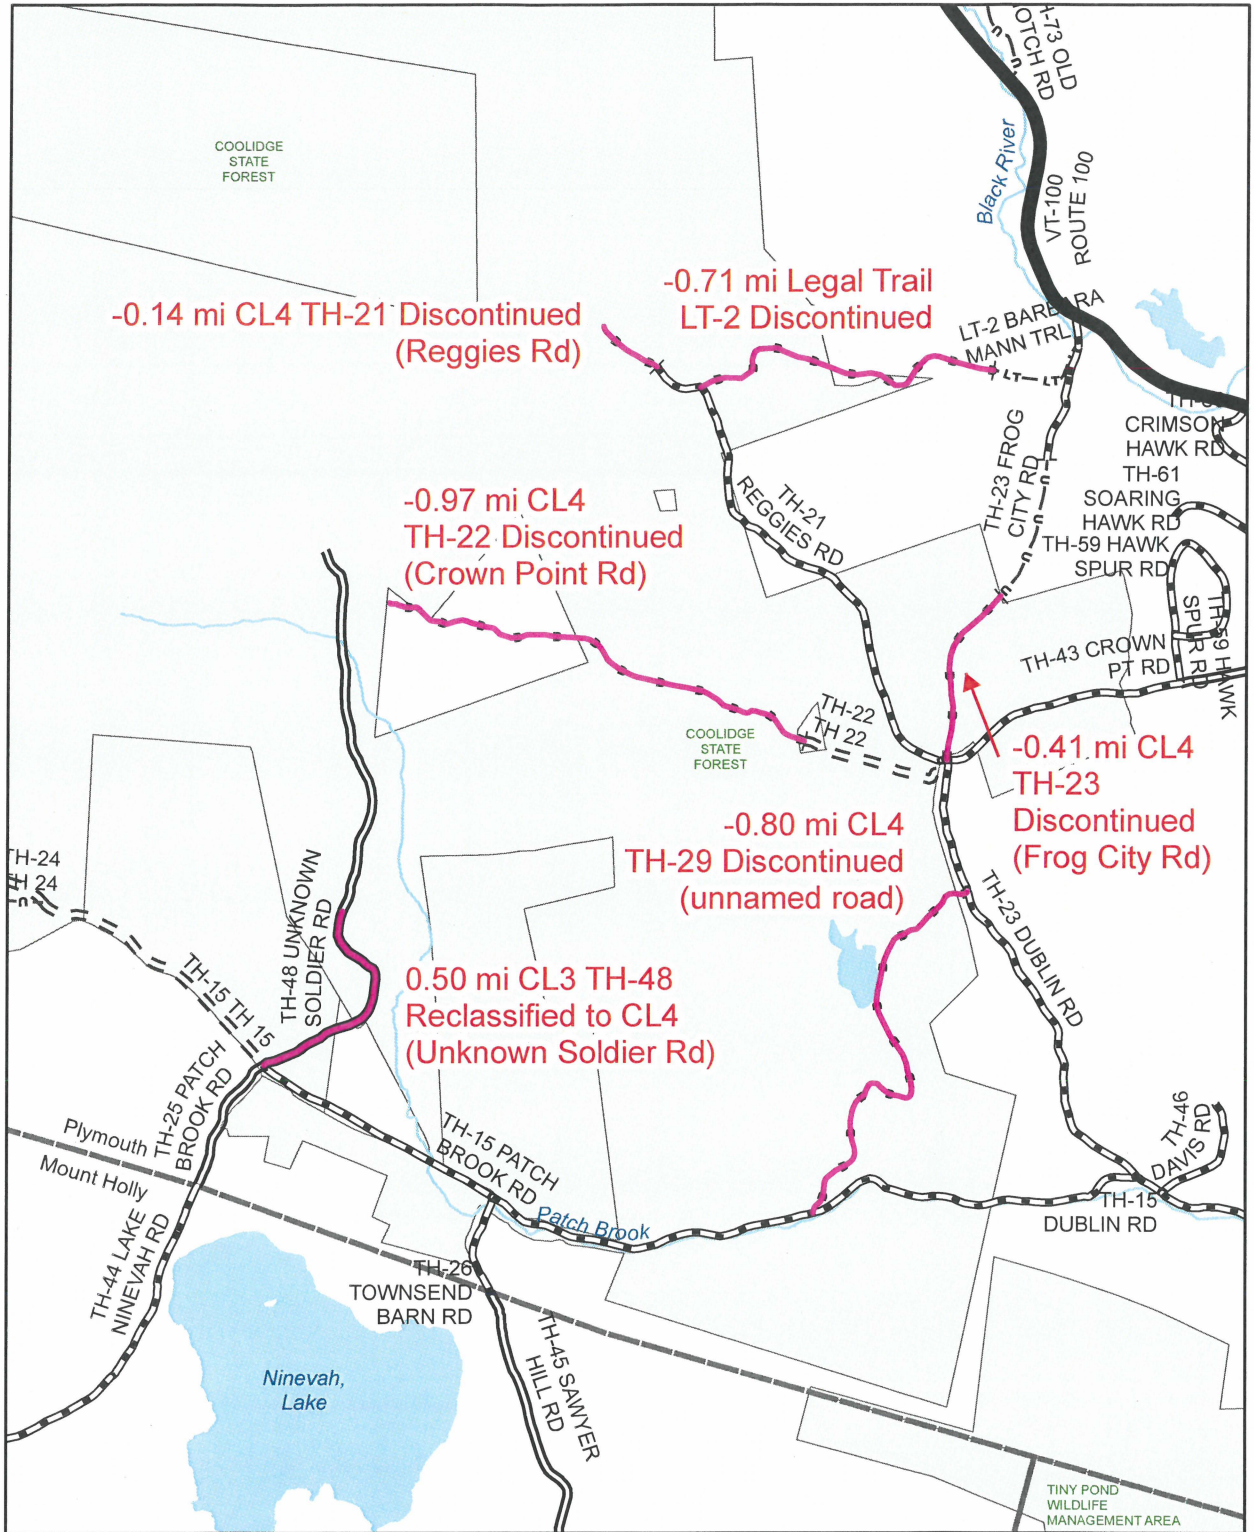 TH-73 OLD
NOTCH RD
COOLIDGE
STATE
FOREST
Black River
VT-100
ROUTE 100
-0.14 mi CL4 TH-21 Discontinued
(Reggies Rd)
-0.71 mi Legal Trail
LT-2 Discontinued
LT-2 BARBARA
MANN TRL
LT LT
CRIMSON
HAWK RD
TH-61
SOARING
HAWK RD
TH-59 HAWK
SPUR RD
TH-59 HAWK
SPUR RD
TH-23 FROG
CITY RD
TH-21
REGGIES RD
-0.97 mi CL4
TH-22 Discontinued
(Crown Point Rd)
TH-43 CROWN
PT RD
TH-22
TH 22
COOLIDGE
STATE
FOREST
-0.41 mi CL4
TH-23
Discontinued
(Frog City Rd)
-0.80 mi CL4
TH-29 Discontinued
(unnamed road)
TH-24
TH 24
TH-48 UNKNOWN
SOLDIER RD
TH-23 DUBLIN RD
TH-15 TH 15
0.50 mi CL3 TH-48
Reclassified to CL4
(Unknown Soldier Rd)
TH-25 PATCH
BROOK RD
Plymouth
Mount Holly
TH-15 PATCH
BROOK RD
TH-46
DAVIS RD
TH-15
DUBLIN RD
Patch Brook
TH-44 LAKE
NINEVAH RD
TH-26
TOWNSEND
BARN RD
TH-45 SAWYER
HILL RD
Ninevah,
Lake
TINY POND
WILDLIFE
MANAGEMENT AREA